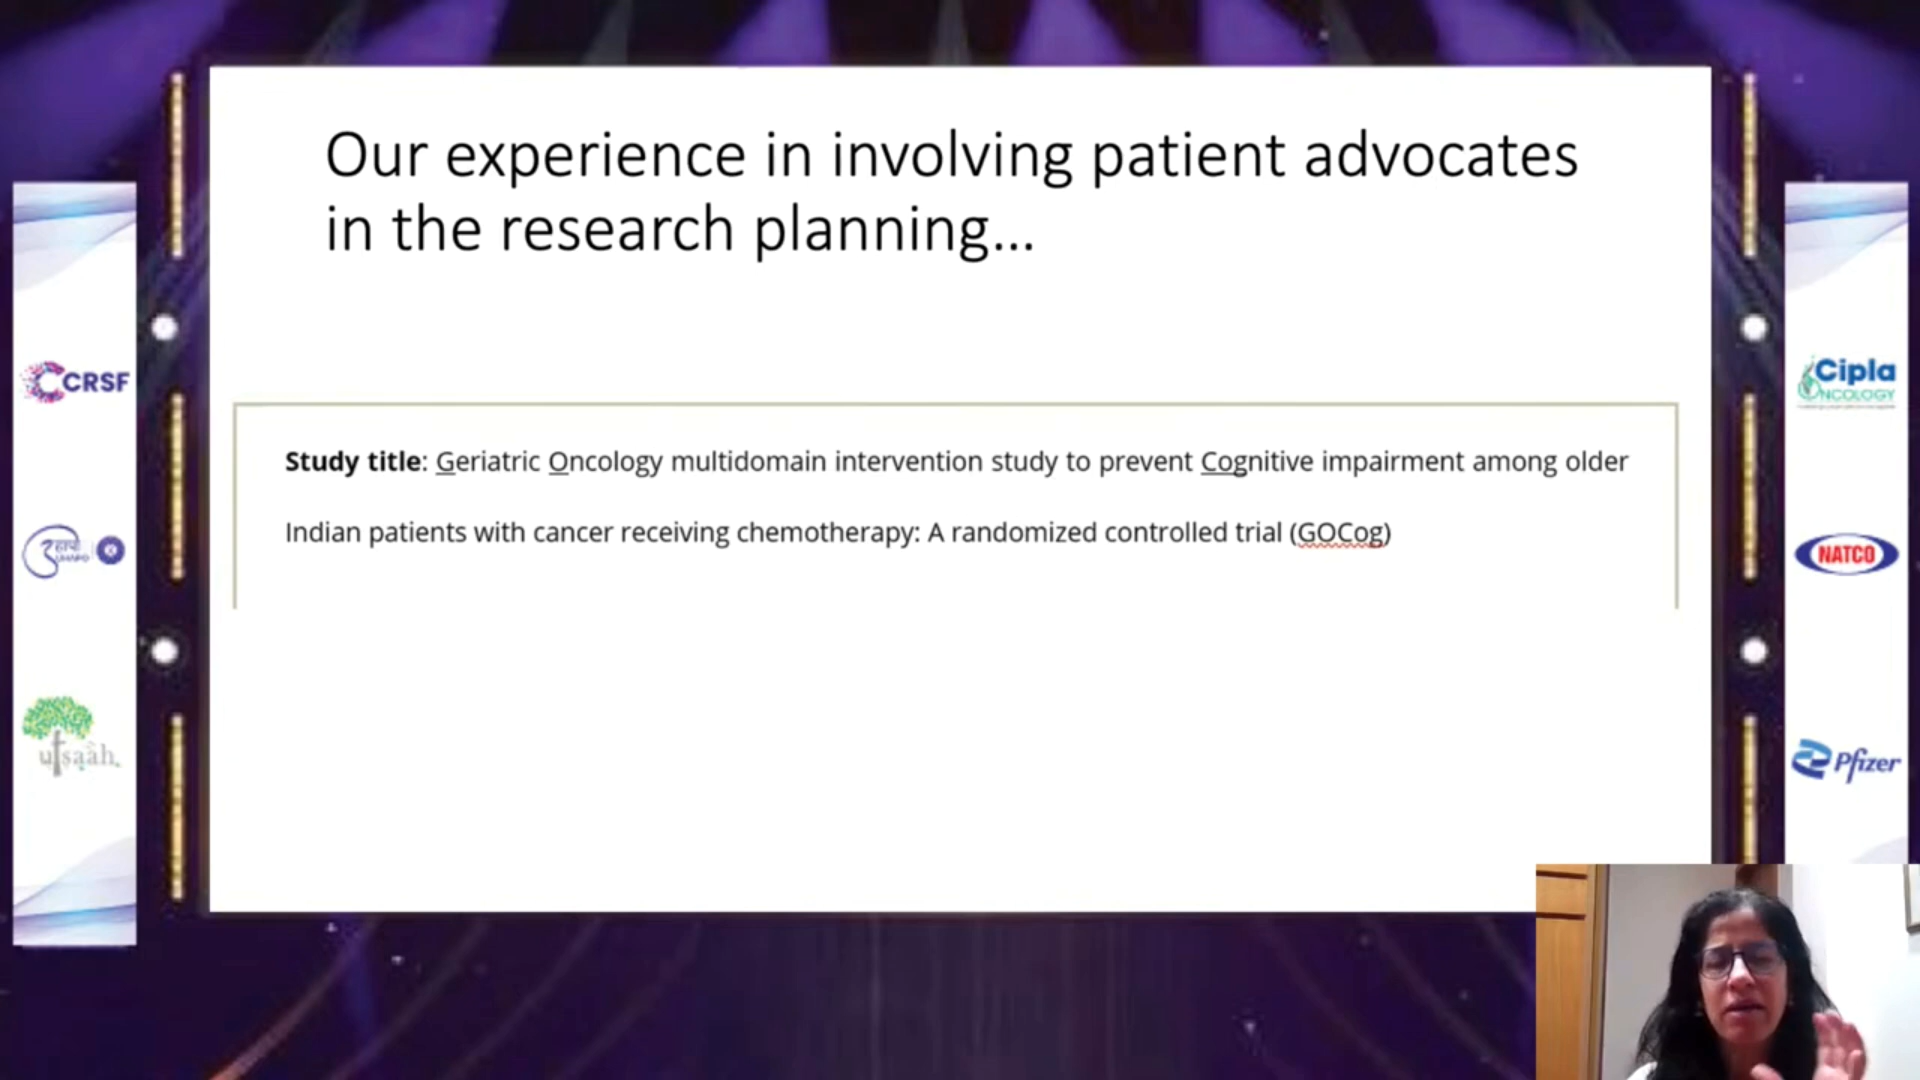 Our experience in involving patient advocates
in the research planning...
Study title: Geriatric Oncology multidomain intervention study to prevent Cognitive impairment among older
Indian patients with cancer receiving chemotherapy: A randomized controlled trial (GOCog)
CRSF
utsaah
Cipla
ONCOLOGY
NATCO
Pfizer